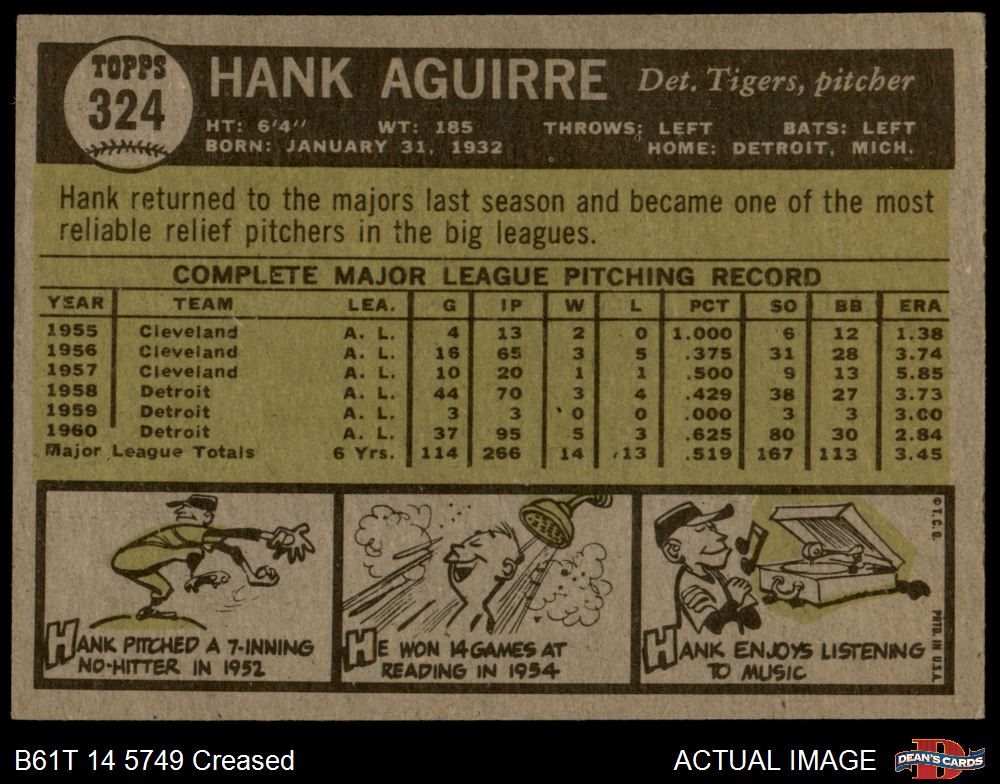 TOPPS
324
HANK AGUIRRE Det. Tigers, pitcher
HT: 6'4" WT: 185 THROWS: LEFT BATS: LEFT
BORN: JANUARY 31, 1932 HOME: DETROIT, MICH.
Hank returned to the majors last season and became one of the most
reliable relief pitchers in the big leagues.
COMPLETE MAJOR LEAGUE PITCHING RECORD
YEAR TEAM LEA. G IP W L PCT SO BB ERA
1955 Cleveland A. L. 4 13 2 0 1.000 6 12 1.38
1956 Cleveland A. L. 16 65 3 5 .375 31 28 3.74
1957 Cleveland A. L. 10 20 1 1 .500 9 13 5.85
1958 Detroit A. L. 44 70 3 4 .429 38 27 3.73
1959 Detroit A. L. 3 3 0 0 .000 3 3 3.00
1960 Detroit A. L. 37 95 5 3 .625 80 30 2.84
Major League Totals 6 Yrs. 114 266 14 13 .519 167 113 3.45
HANK PITCHED A 7-INNING
NO-HITTER IN 1952
HE WON 14 GAMES AT
READING IN 1954
HANK ENJOYS LISTENING
TO MUSIC
© T. C. G. PRTD. IN U.S.A.
B61T 14 5749 Creased ACTUAL IMAGE
DEAN'S CARDS